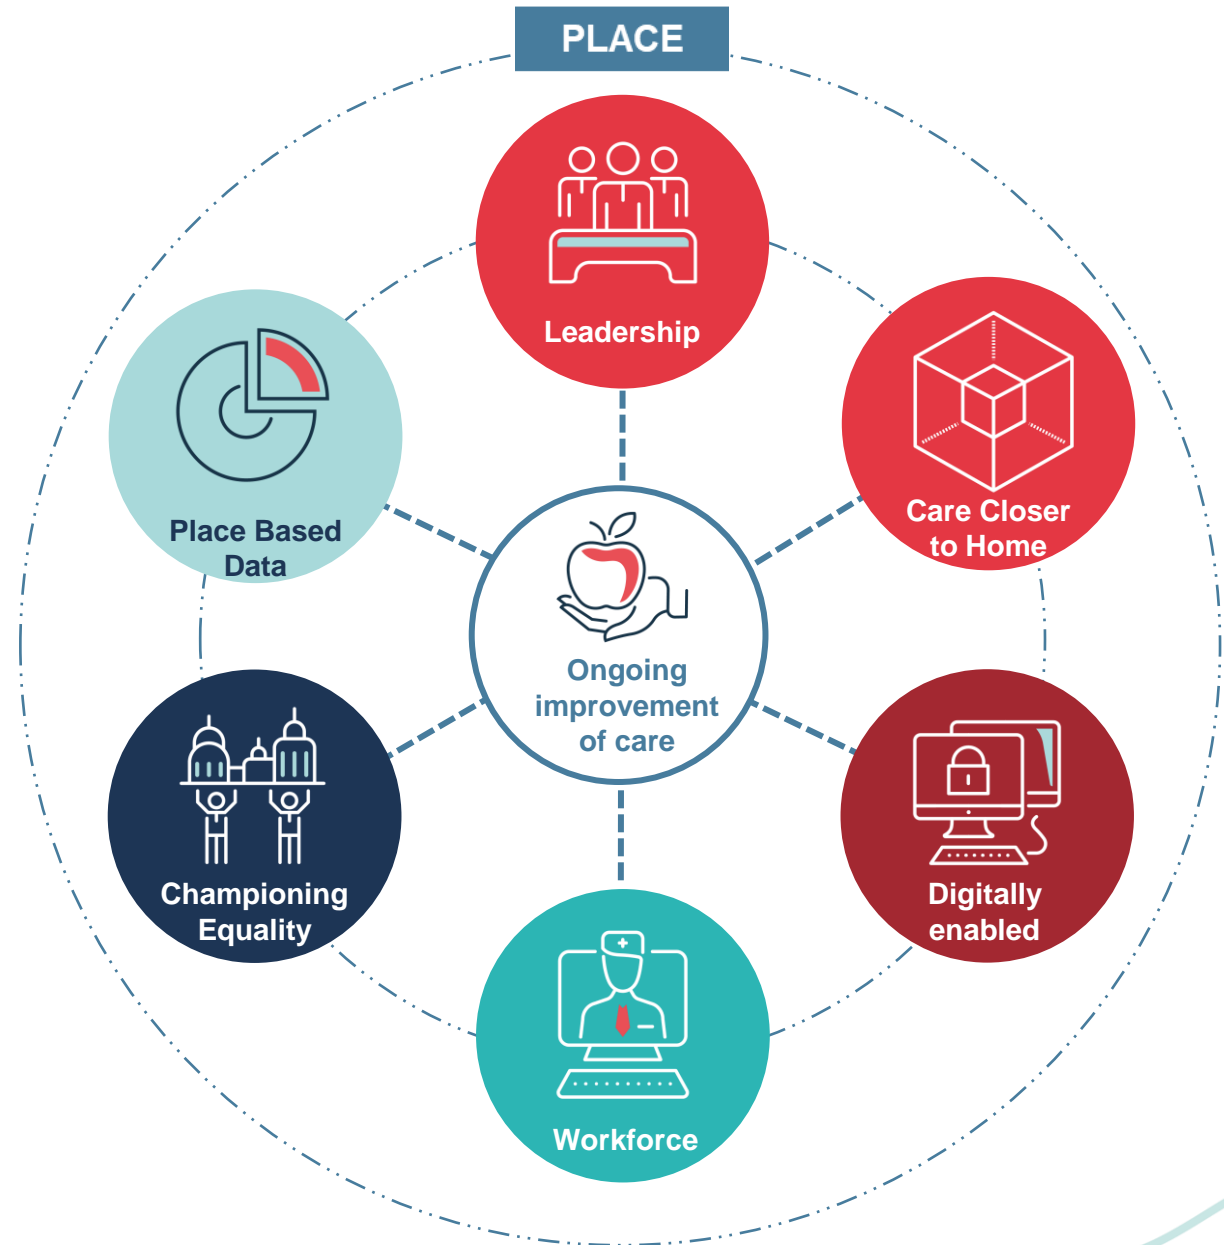 PLACE
Leadership
Care Closer
to Home
Place Based
Data
Ongoing
improvement
of care
Championing
Equality
Digitally
enabled
Workforce